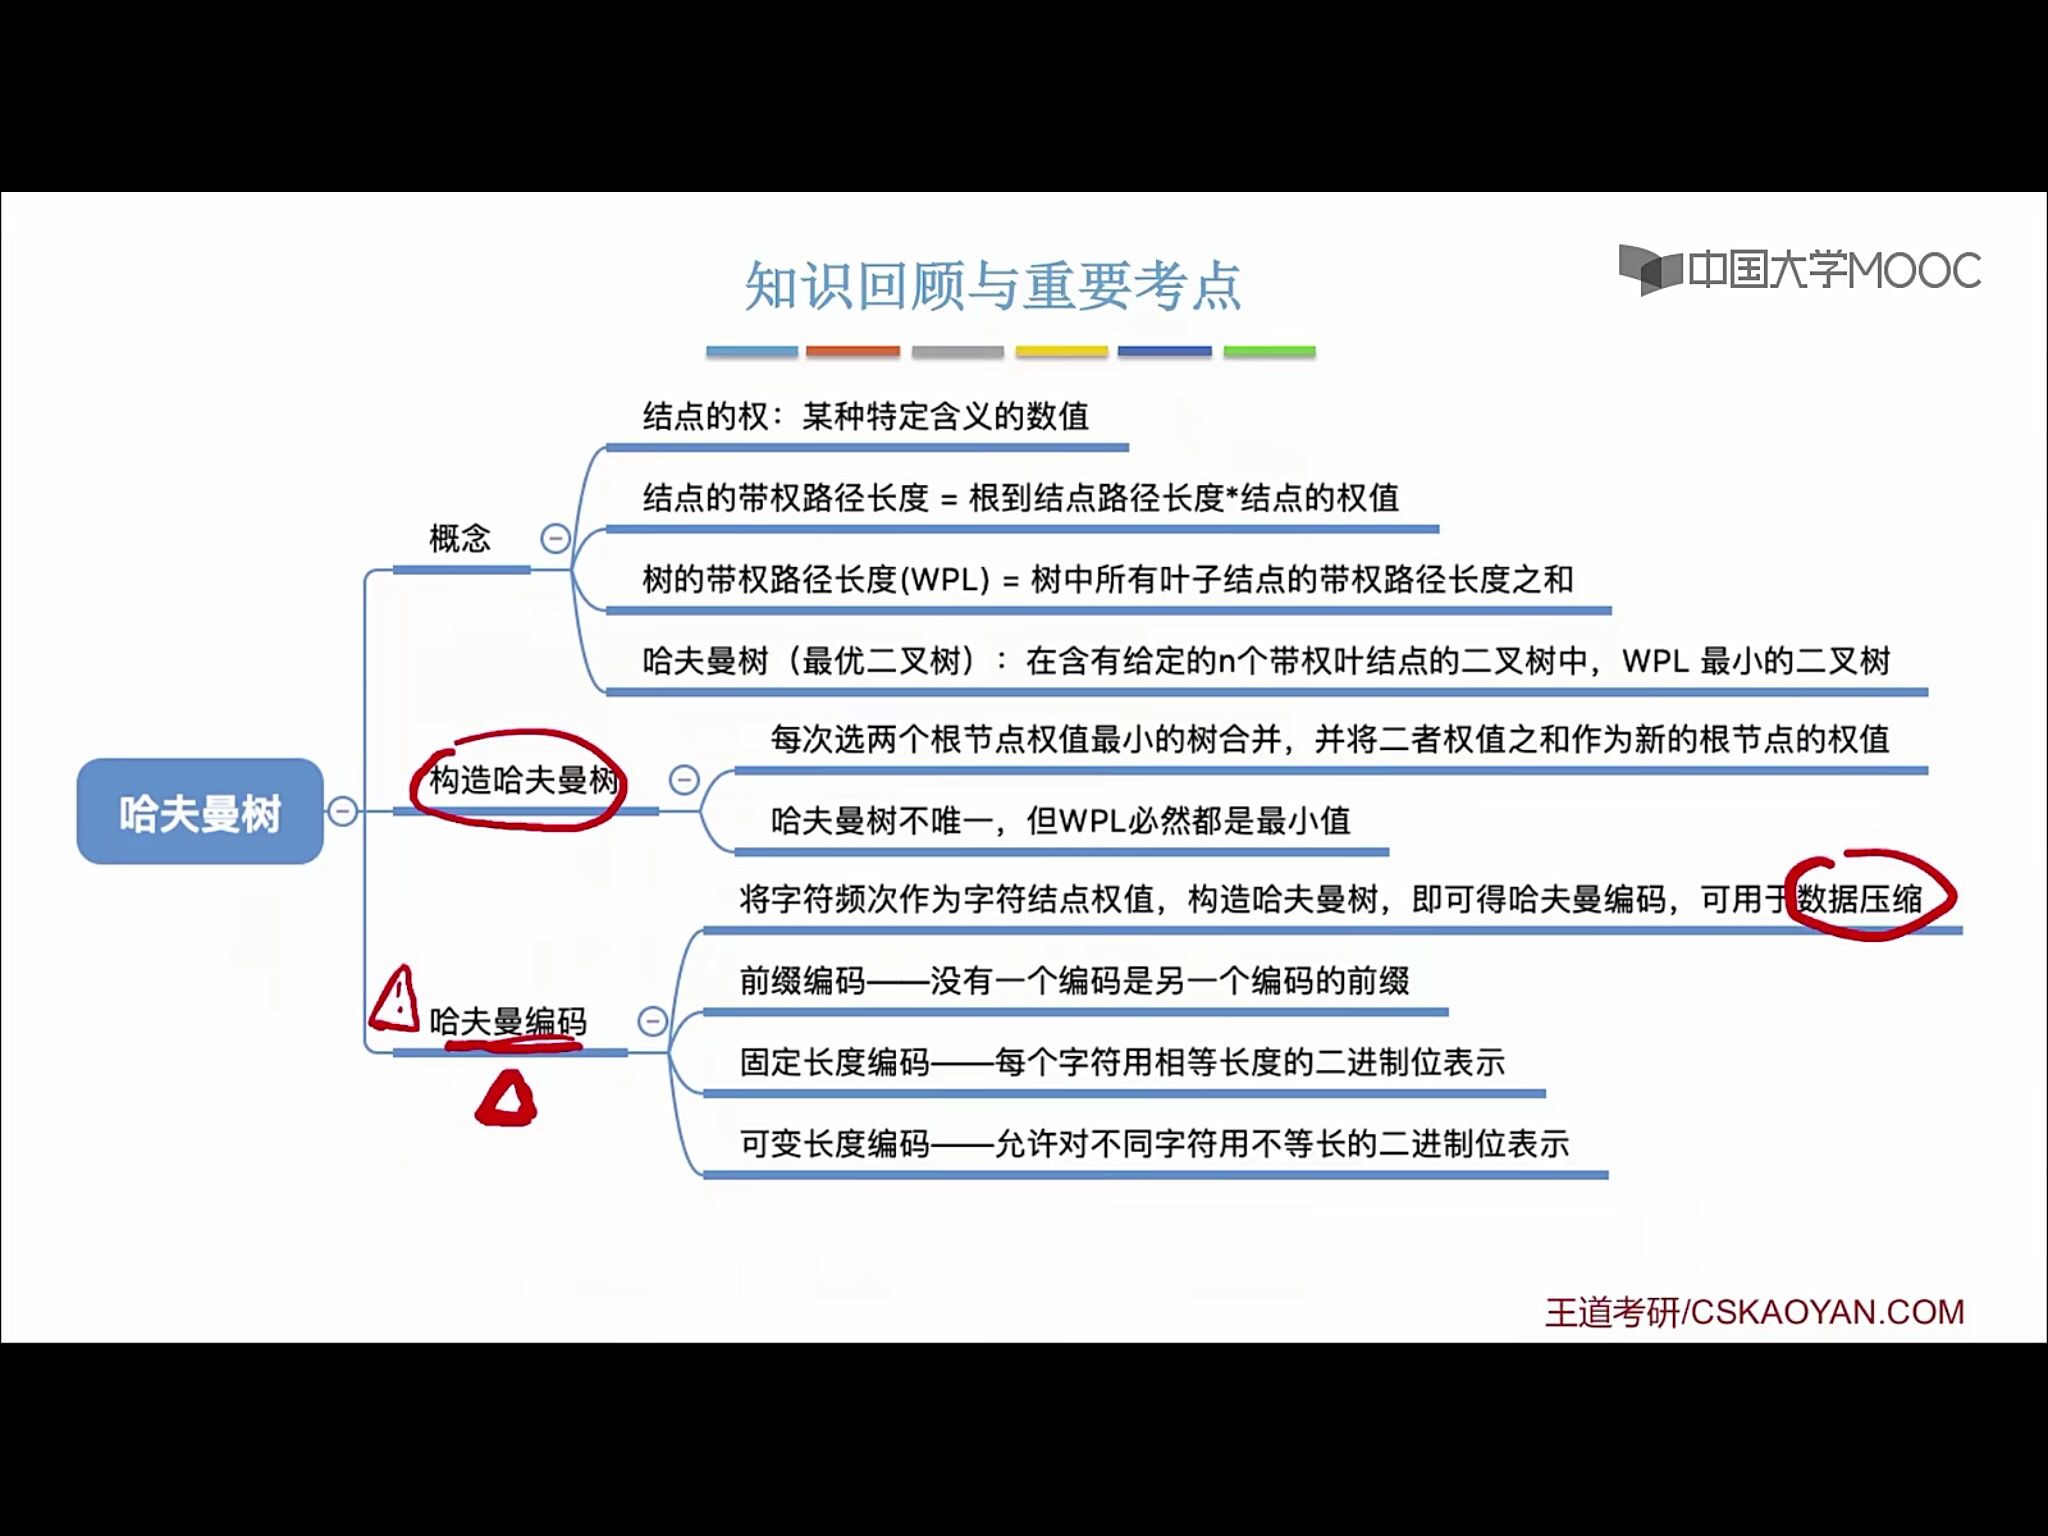 知识回顾与重要考点
中国大学MOOC
结点的权：某种特定含义的数值
结点的带权路径长度 = 根到结点路径长度*结点的权值
概念
树的带权路径长度(WPL) = 树中所有叶子结点的带权路径长度之和
哈夫曼树（最优二叉树）：在含有给定的n个带权叶结点的二叉树中，WPL 最小的二叉树
每次选两个根节点权值最小的树合并，并将二者权值之和作为新的根节点的权值
构造哈夫曼树
哈夫曼树
哈夫曼树不唯一，但WPL必然都是最小值
将字符频次作为字符结点权值，构造哈夫曼树，即可得哈夫曼编码，可用于数据压缩
前缀编码——没有一个编码是另一个编码的前缀
哈夫曼编码
固定长度编码——每个字符用相等长度的二进制位表示
可变长度编码——允许对不同字符用不等长的二进制位表示
王道考研/CSKAOYAN.COM